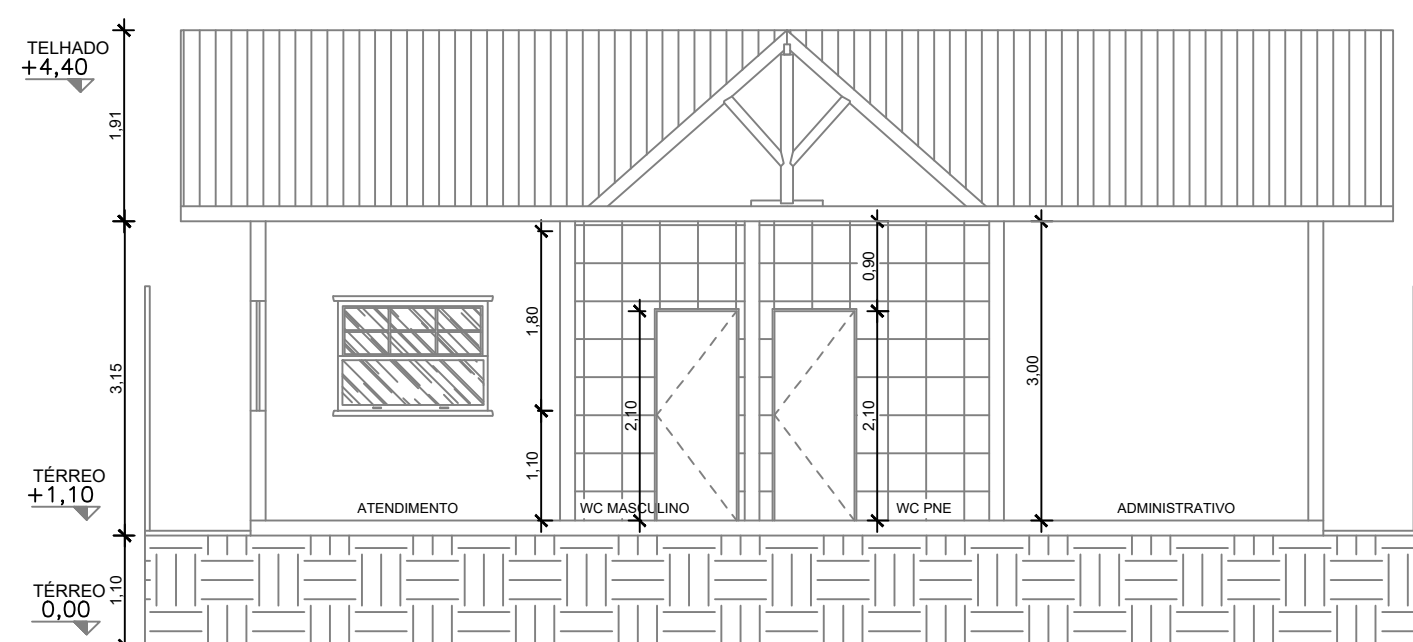 TELHADO
+4,40
1,91
3,15
TÉRREO
+1,10
1,10
TÉRREO
0,00
1,80
1,10
2,10
0,90
2,10
3,00
ATENDIMENTO
WC MASCULINO
WC PNE
ADMINISTRATIVO